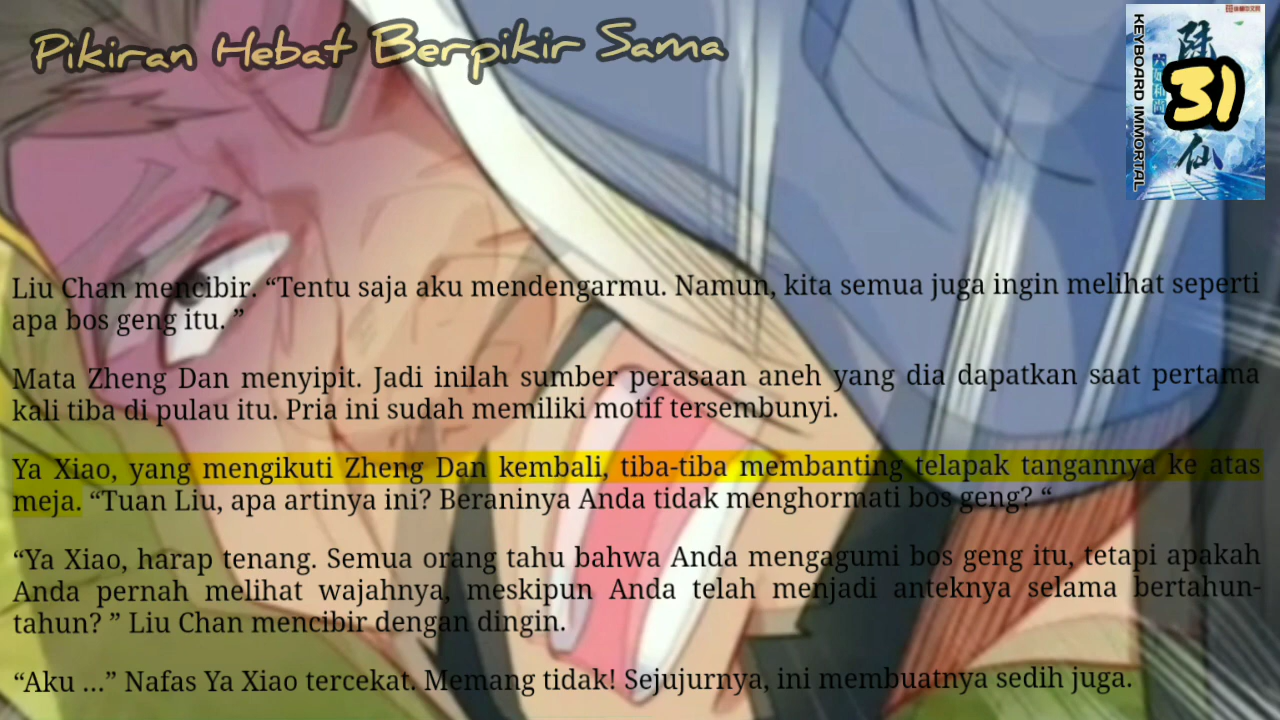 Pikiran Hebat Berpikir Sama
KEYBOARD IMMORTAL
陆
31
仙
Liu Chan mencibir. “Tentu saja aku mendengarmu. Namun, kita semua juga ingin melihat seperti
apa bos geng itu. ”
Mata Zheng Dan menyipit. Jadi inilah sumber perasaan aneh yang dia dapatkan saat pertama
kali tiba di pulau itu. Pria ini sudah memiliki motif tersembunyi.
Ya Xiao, yang mengikuti Zheng Dan kembali, tiba-tiba membanting telapak tangannya ke atas
meja. “Tuan Liu, apa artinya ini? Beraninya Anda tidak menghormati bos geng? “
“Ya Xiao, harap tenang. Semua orang tahu bahwa Anda mengagumi bos geng itu, tetapi apakah
Anda pernah melihat wajahnya, meskipun Anda telah menjadi anteknya selama bertahun-
tahun? ” Liu Chan mencibir dengan dingin.
“Aku …” Nafas Ya Xiao tercekat. Memang tidak! Sejujurnya, ini membuatnya sedih juga.